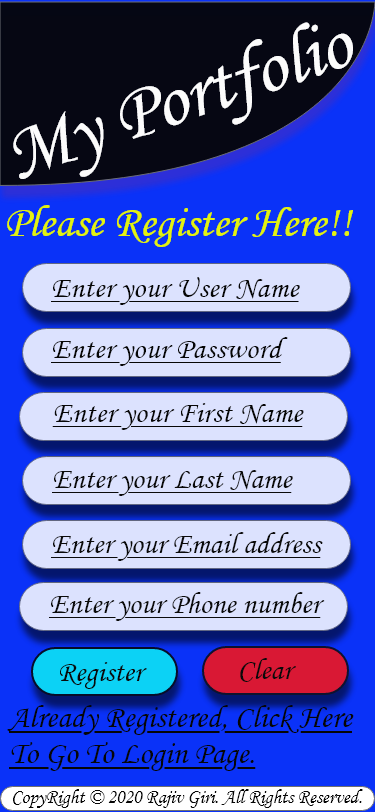 My Portfolio
Please Register Here!!
Enter your User Name
Enter your Password
Enter your First Name
Enter your Last Name
Enter your Email address
Enter your Phone number
Register
Clear
Already Registered, Click Here
To Go To Login Page.
CopyRight © 2020 Rajiv Giri. All Rights Reserved.